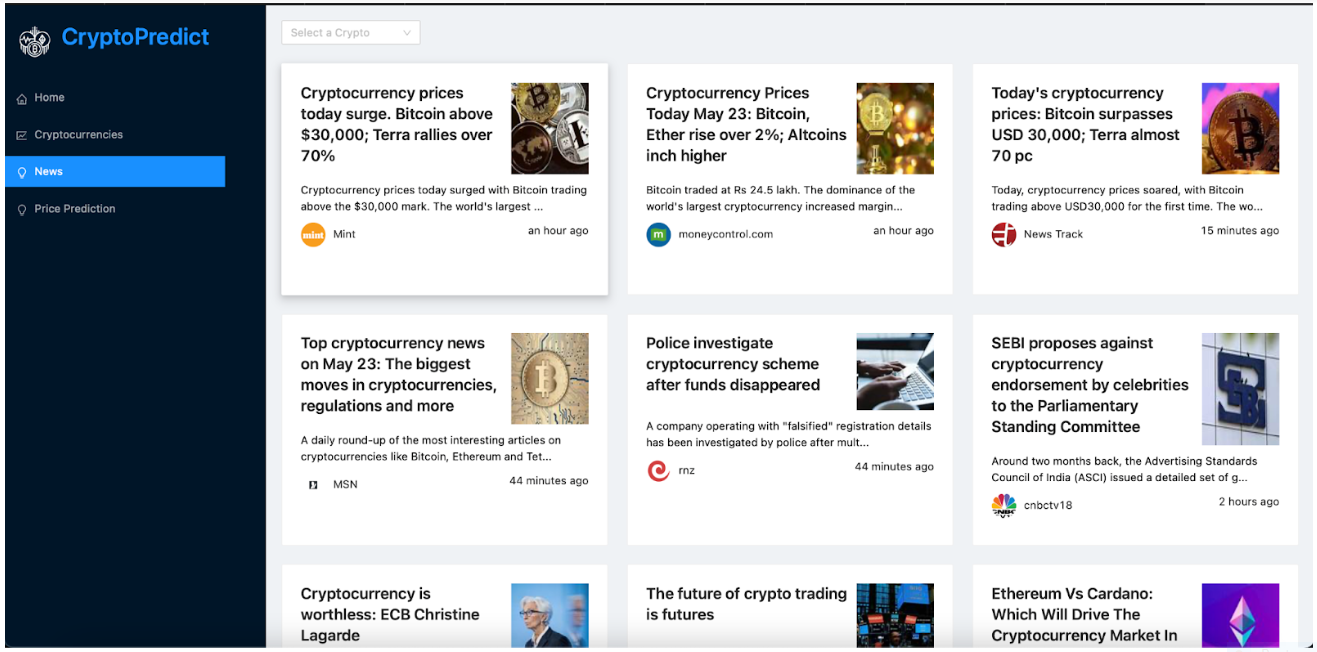 CryptoPredict
Home
Cryptocurrencies
News
Price Prediction
Select a Crypto
Cryptocurrency prices
today surge. Bitcoin above
$30,000; Terra rallies over
70%
Cryptocurrency prices today surged with Bitcoin trading
above the $30,000 mark. The world's largest ...
mint
Mint
an hour ago
Cryptocurrency Prices
Today May 23: Bitcoin,
Ether rise over 2%; Altcoins
inch higher
Bitcoin traded at Rs 24.5 lakh. The dominance of the
world's largest cryptocurrency increased margin...
m
moneycontrol.com
an hour ago
Today's cryptocurrency
prices: Bitcoin surpasses
USD 30,000; Terra almost
70 pc
Today, cryptocurrency prices soared, with Bitcoin
trading above USD30,000 for the first time. The wo...
News Track
15 minutes ago
Top cryptocurrency news
on May 23: The biggest
moves in cryptocurrencies,
regulations and more
A daily round-up of the most interesting articles on
cryptocurrencies like Bitcoin, Ethereum and Tet...
MSN
44 minutes ago
Police investigate
cryptocurrency scheme
after funds disappeared
A company operating with "falsified" registration details
has been investigated by police after mult...
rnz
44 minutes ago
SEBI proposes against
cryptocurrency
endorsement by celebrities
to the Parliamentary
Standing Committee
Around two months back, the Advertising Standards
Council of India (ASCI) issued a detailed set of g...
CNBC
cnbctv18
2 hours ago
Cryptocurrency is
worthless: ECB Christine
Lagarde
The future of crypto trading
is futures
Ethereum Vs Cardano:
Which Will Drive The
Cryptocurrency Market In